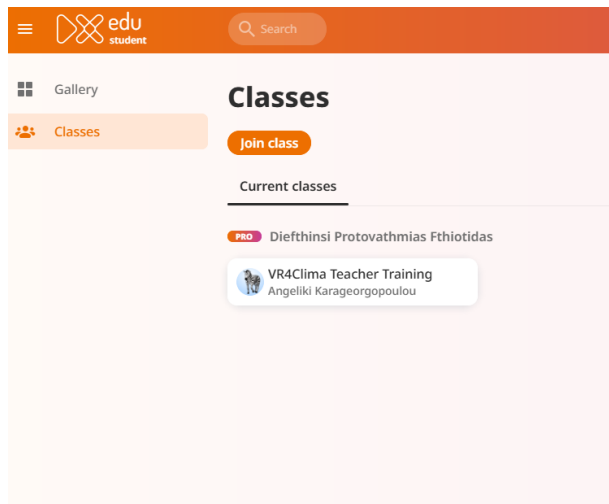 edu
student
Search
Gallery
Classes
Classes
Join class
Current classes
PRO Diefthinsi Protovathmias Fthiotidas
VR4Clima Teacher Training
Angeliki Karageorgopoulou